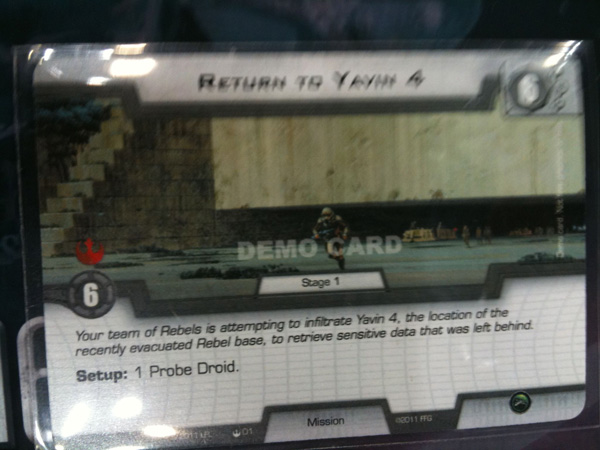 Return to Yavin 4
6
DEMO CARD
Stage 1
6
Your team of Rebels is attempting to infiltrate Yavin 4, the location of the
recently evacuated Rebel base, to retrieve sensitive data that was left behind.
Setup: 1 Probe Droid.
Mission
©2011 FFG